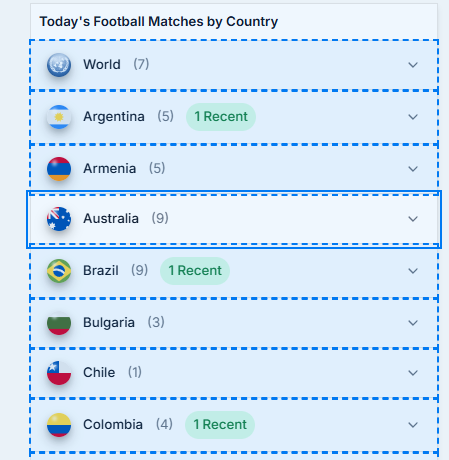 Today's Football Matches by Country
World (7)
Argentina (5) 1 Recent
Armenia (5)
Australia (9)
Brazil (9) 1 Recent
Bulgaria (3)
Chile (1)
Colombia (4) 1 Recent